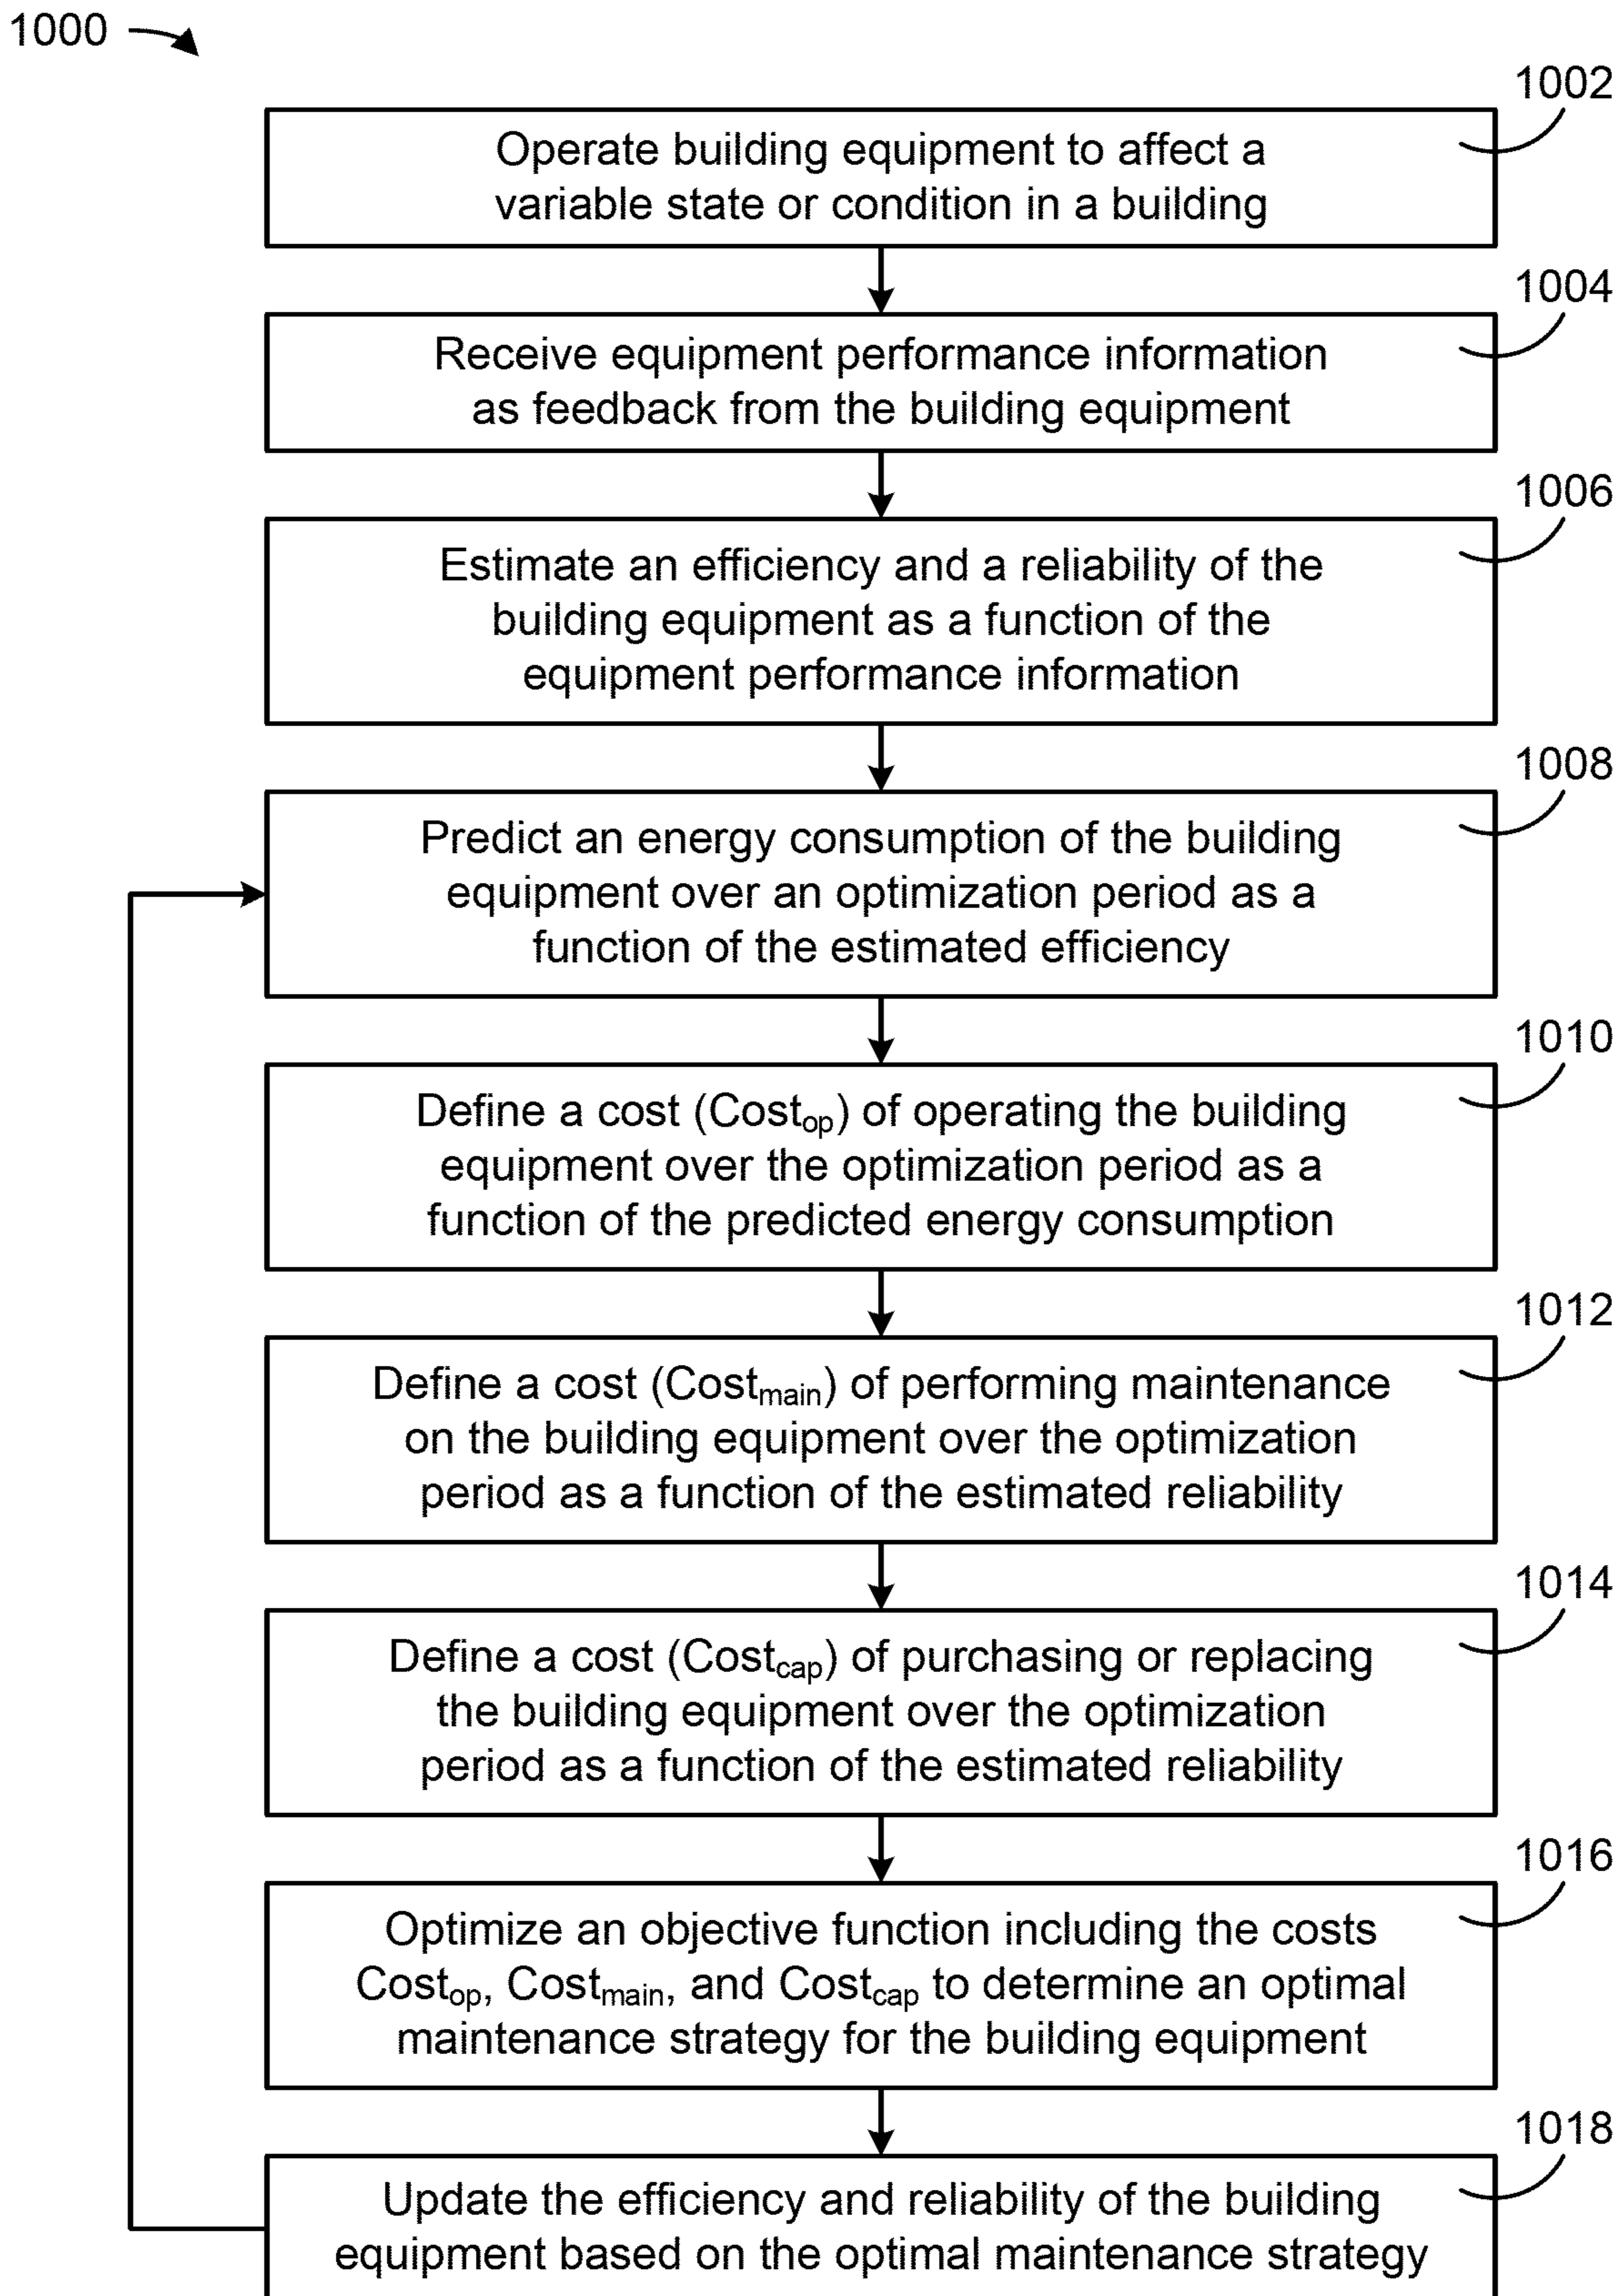 1000
1002
Operate building equipment to affect a
variable state or condition in a building
1004
Receive equipment performance information
as feedback from the building equipment
1006
Estimate an efficiency and a reliability of the
building equipment as a function of the
equipment performance information
1008
Predict an energy consumption of the building
equipment over an optimization period as a
function of the estimated efficiency
1010
Define a cost (Costop) of operating the building
equipment over the optimization period as a
function of the predicted energy consumption
1012
Define a cost (Costmain) of performing maintenance
on the building equipment over the optimization
period as a function of the estimated reliability
1014
Define a cost (Costcap) of purchasing or replacing
the building equipment over the optimization
period as a function of the estimated reliability
1016
Optimize an objective function including the costs
Costop, Costmain, and Costcap to determine an optimal
maintenance strategy for the building equipment
1018
Update the efficiency and reliability of the building
equipment based on the optimal maintenance strategy